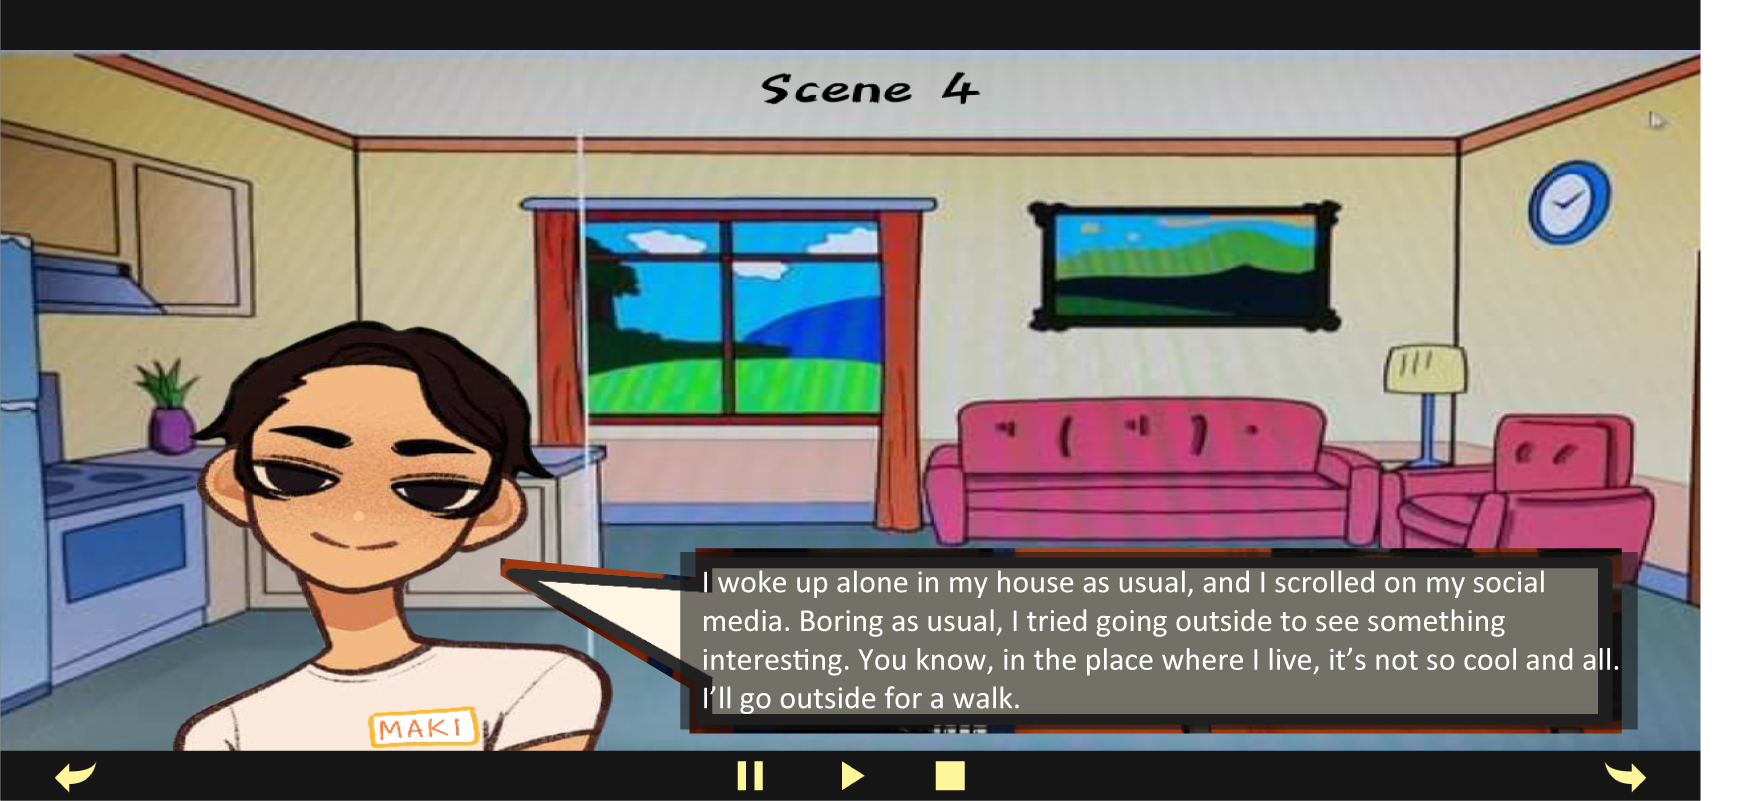 Scene 4
I woke up alone in my house as usual, and I scrolled on my social
media. Boring as usual, I tried going outside to see something
interesting. You know, in the place where I live, it’s not so cool and all.
I’ll go outside for a walk.
MAKI